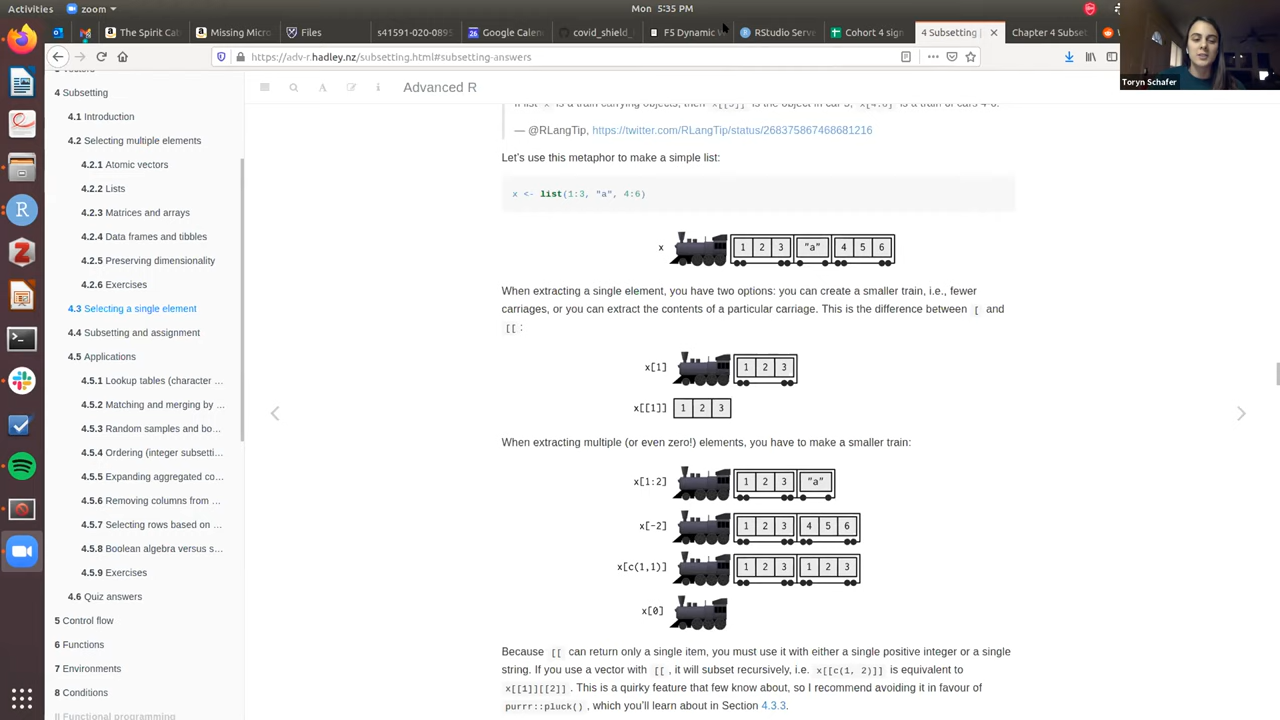 Activities
zoom
Mon 5:35 PM
The Spirit Cat
Missing Micro
Files
s41591-020-0895
Google Calen
covid_shield_
F5 Dynamic
RStudio Serve
Cohort 4 sign
4 Subsetting |
Chapter 4 Subset
https://adv-r.hadley.nz/subsetting.html#subsetting-answers
Toryn Schafer
Advanced R
4 Subsetting
4.1 Introduction
4.2 Selecting multiple elements
4.2.1 Atomic vectors
4.2.2 Lists
4.2.3 Matrices and arrays
4.2.4 Data frames and tibbles
4.2.5 Preserving dimensionality
4.2.6 Exercises
4.3 Selecting a single element
4.4 Subsetting and assignment
4.5 Applications
4.5.1 Lookup tables (character ...
4.5.2 Matching and merging by ...
4.5.3 Random samples and bo...
4.5.4 Ordering (integer subsetti...
4.5.5 Expanding aggregated co...
4.5.6 Removing columns from ...
4.5.7 Selecting rows based on ...
4.5.8 Boolean algebra versus s...
4.5.9 Exercises
4.6 Quiz answers
5 Control flow
6 Functions
7 Environments
8 Conditions
II Functional programming
— @RLangTip, https://twitter.com/RLangTip/status/268375867468681216
Let's use this metaphor to make a simple list:
x <- list(1:3, "a", 4:6)
x 1 2 3 "a" 4 5 6
When extracting a single element, you have two options: you can create a smaller train, i.e., fewer
carriages, or you can extract the contents of a particular carriage. This is the difference between [ and
[[ :
x[1] 1 2 3
x[[1]] 1 2 3
When extracting multiple (or even zero!) elements, you have to make a smaller train:
x[1:2] 1 2 3 "a"
x[-2] 1 2 3 4 5 6
x[c(1,1)] 1 2 3 1 2 3
x[0]
Because [[ can return only a single item, you must use it with either a single positive integer or a single
string. If you use a vector with [[ , it will subset recursively, i.e. x[[c(1, 2)]] is equivalent to
x[[1]][[2]] . This is a quirky feature that few know about, so I recommend avoiding it in favour of
purrr::pluck() , which you'll learn about in Section 4.3.3.